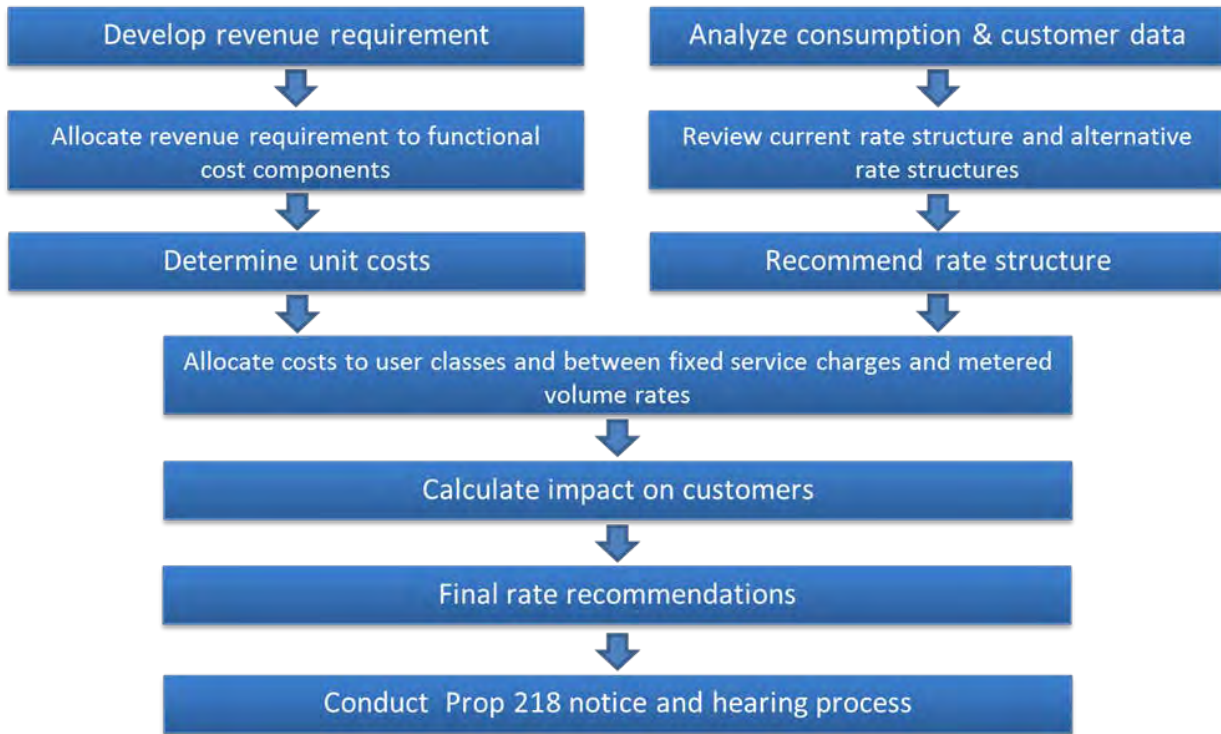 Develop revenue requirement
Analyze consumption & customer data
Allocate revenue requirement to functional
cost components
Review current rate structure and alternative
rate structures
Determine unit costs
Recommend rate structure
Allocate costs to user classes and between fixed service charges and metered
volume rates
Calculate impact on customers
Final rate recommendations
Conduct  Prop 218 notice and hearing process